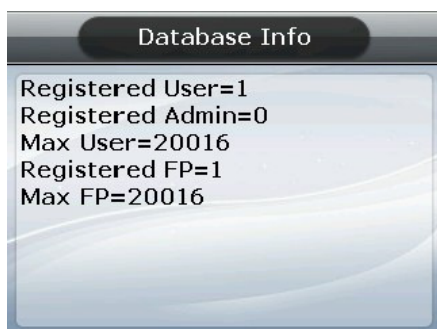 Database Info
Registered User=1
Registered Admin=0
Max User=20016
Registered FP=1
Max FP=20016